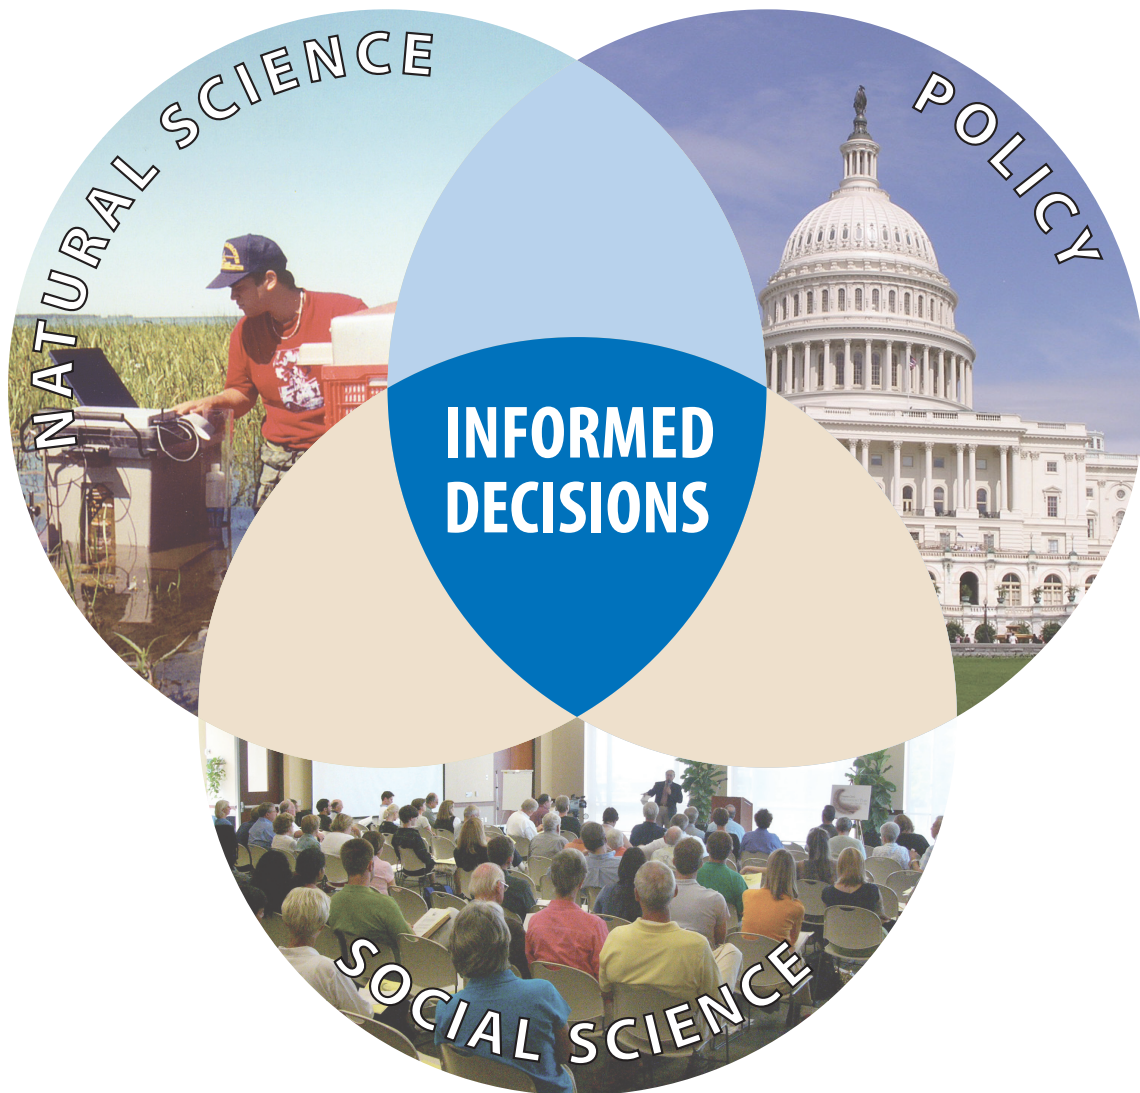 NATURAL SCIENCE
POLICY
INFORMED
DECISIONS
SOCIAL SCIENCE